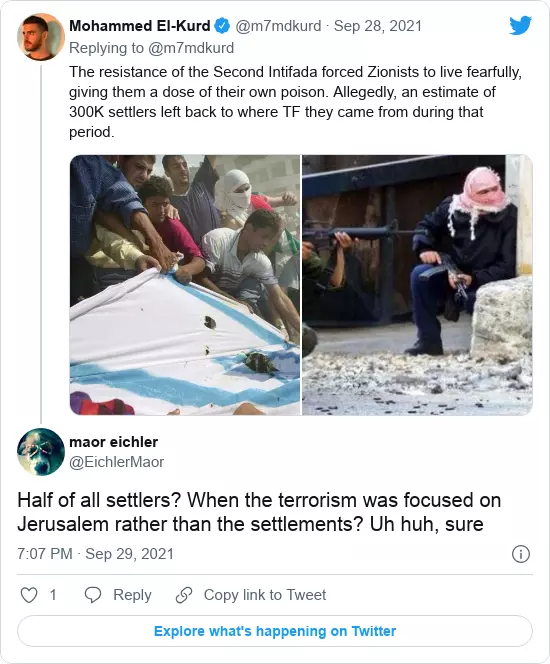 Mohammed El-Kurd @m7mdkurd · Sep 28, 2021
Replying to @m7mdkurd
The resistance of the Second Intifada forced Zionists to live fearfully,
giving them a dose of their own poison. Allegedly, an estimate of
300K settlers left back to where TF they came from during that
period.
maor eichler
@EichlerMaor
Half of all settlers? When the terrorism was focused on
Jerusalem rather than the settlements? Uh huh, sure
7:07 PM · Sep 29, 2021
1 Reply Copy link to Tweet
Explore what's happening on Twitter